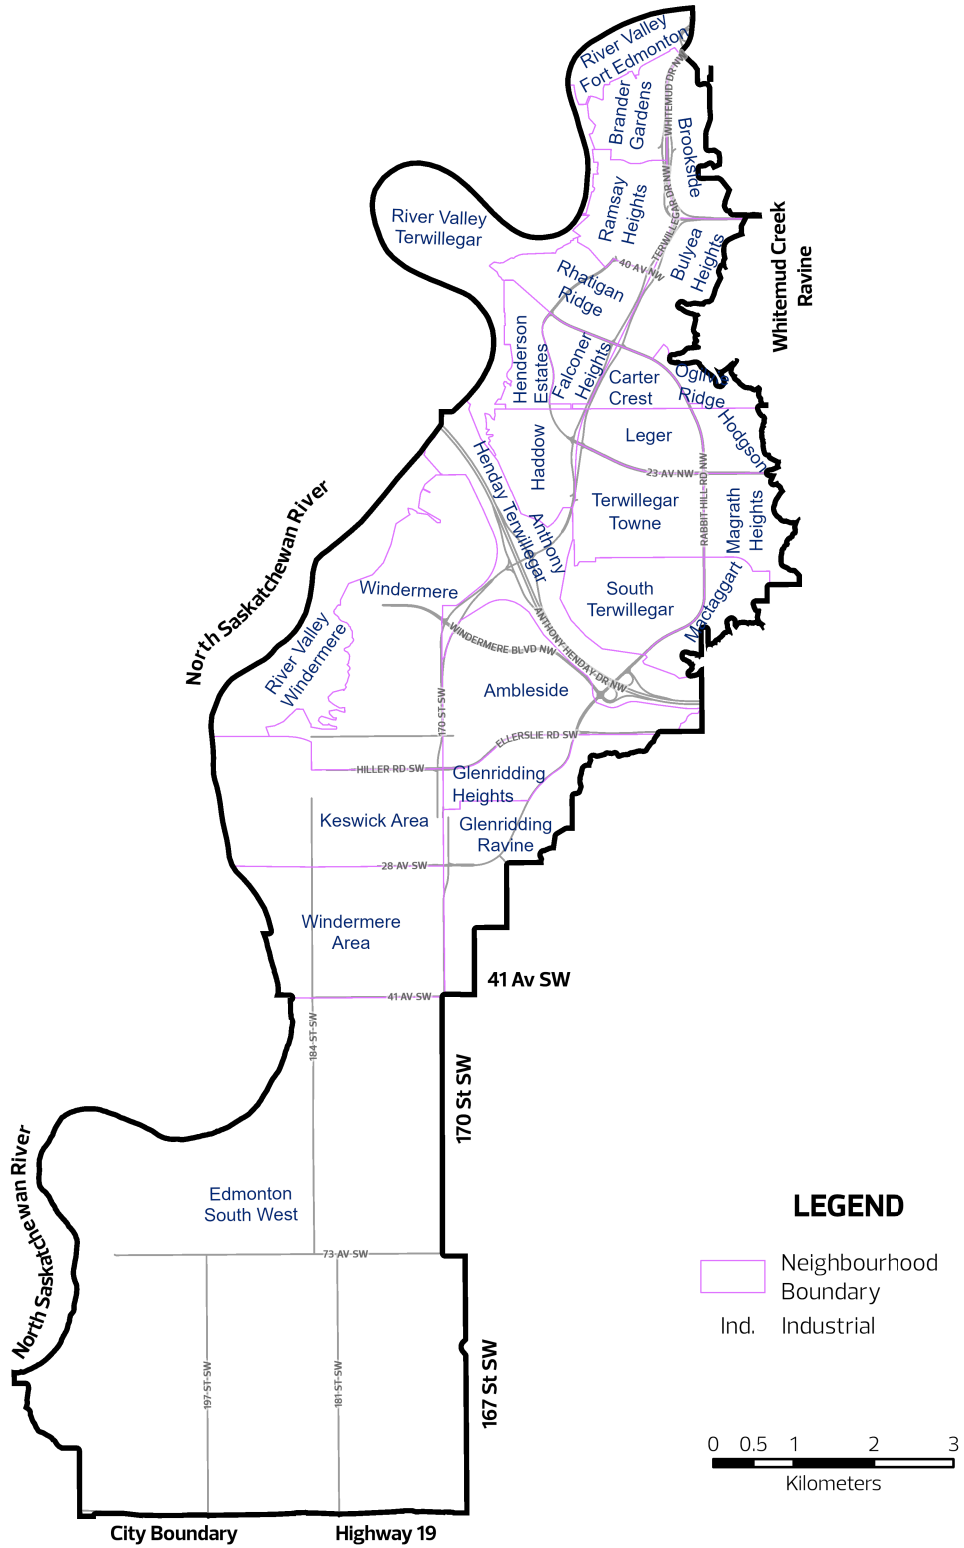 River Valley
Fort Edmonton
WHITEMUD DR NW
Brander
Gardens
Brookside
Ramsay
Heights
TERWILLEGAR DR NW
River Valley
Terwillegar
Bulyea
Heights
Whitemud Creek
Ravine
40 AV NW
Rhatigan
Ridge
Henderson
Estates
Falconer
Heights
Carter
Crest
Ogilvie
Ridge
Hodgson
Leger
Haddow
Henday Terwillegar
Anthony
23 AV NW
RABBIT HILL RD NW
Terwillegar
Towne
Magrath
Heights
North Saskatchewan River
Windermere
South
Terwillegar
Mactaggart
River Valley
Windermere
WINDERMERE BLVD NW
ANTHONY HENDAY DR NW
Ambleside
170 ST SW
ELLERSLIE RD SW
HILLER RD SW
Glenridding
Heights
Keswick Area
Glenridding
Ravine
28 AV SW
Windermere
Area
41 Av SW
41 AV SW
184 ST SW
170 St SW
North Saskatchewan River
Edmonton
South West
73 AV SW
197 ST SW
181 ST SW
167 St SW
City Boundary
Highway 19
LEGEND
Neighbourhood
Boundary
Ind. Industrial
0 0.5 1 2 3
Kilometers